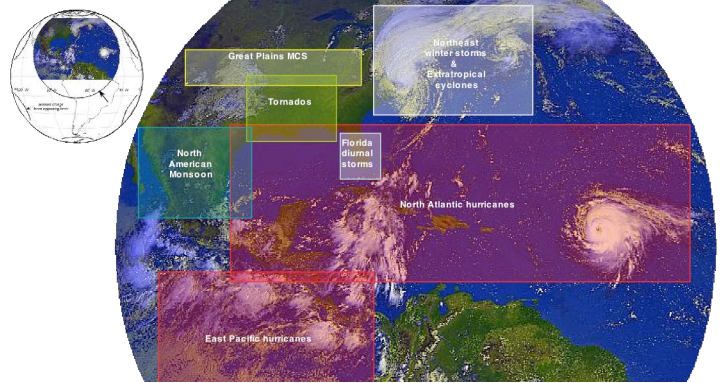 Great Plains MCS
Northeast
winter storms
&
Extratropical
cyclones
Tornados
Florida
diurnal
storms
North
American
Monsoon
North Atlantic hurricanes
East Pacific hurricanes